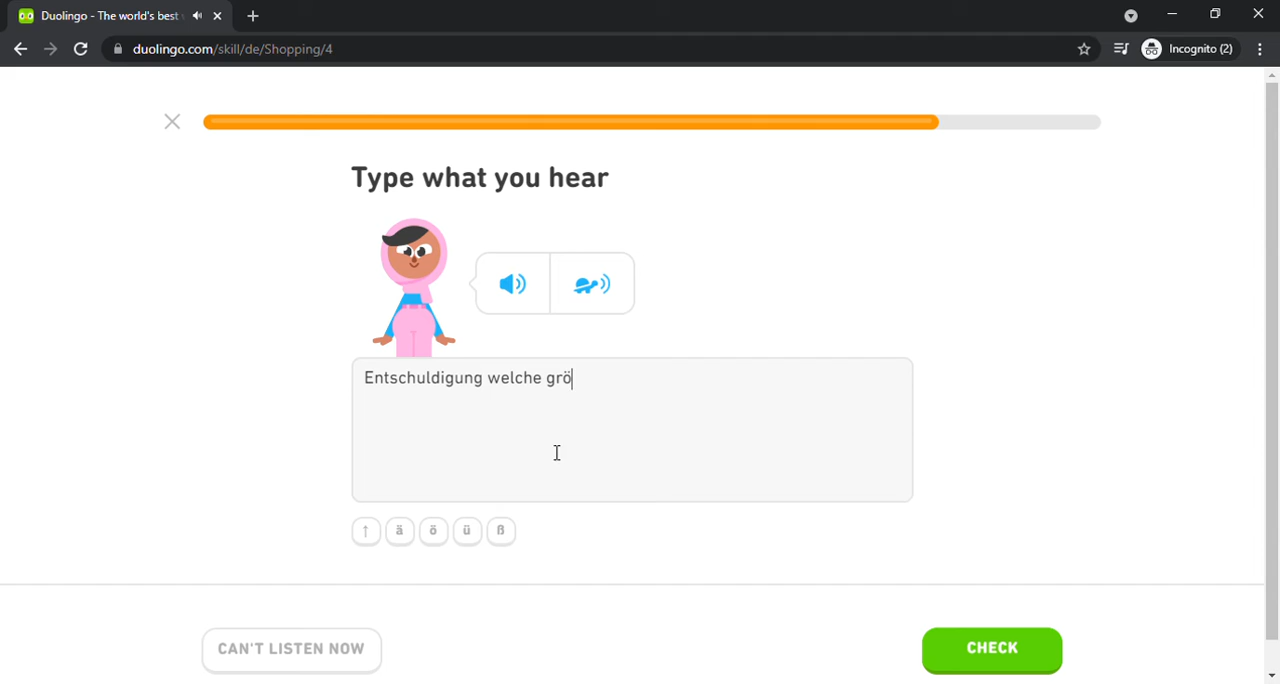 Duolingo - The world's best
duolingo.com/skill/de/Shopping/4
Incognito (2)
Type what you hear
Entschuldigung welche grö
↑ ä ö ü ß
CAN'T LISTEN NOW
CHECK